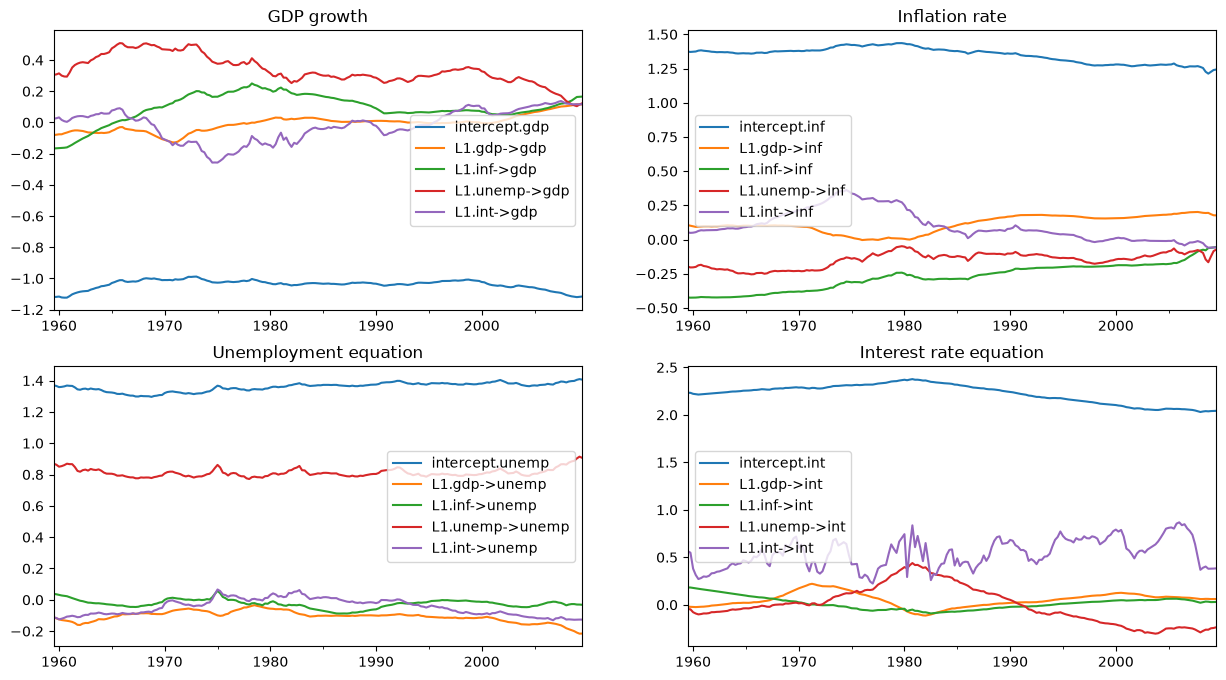 GDP growth
0.4
0.2
0.0
−0.2
−0.4
−0.6
−0.8
−1.0
−1.2
intercept.gdp
L1.gdp->gdp
L1.inf->gdp
L1.unemp->gdp
L1.int->gdp
1960 1970 1980 1990 2000
Inflation rate
1.50
1.25
1.00
0.75
0.50
0.25
0.00
−0.25
−0.50
intercept.inf
L1.gdp->inf
L1.inf->inf
L1.unemp->inf
L1.int->inf
1960 1970 1980 1990 2000
Unemployment equation
1.4
1.2
1.0
0.8
0.6
0.4
0.2
0.0
−0.2
intercept.unemp
L1.gdp->unemp
L1.inf->unemp
L1.unemp->unemp
L1.int->unemp
1960 1970 1980 1990 2000
Interest rate equation
2.5
2.0
1.5
1.0
0.5
0.0
intercept.int
L1.gdp->int
L1.inf->int
L1.unemp->int
L1.int->int
1960 1970 1980 1990 2000